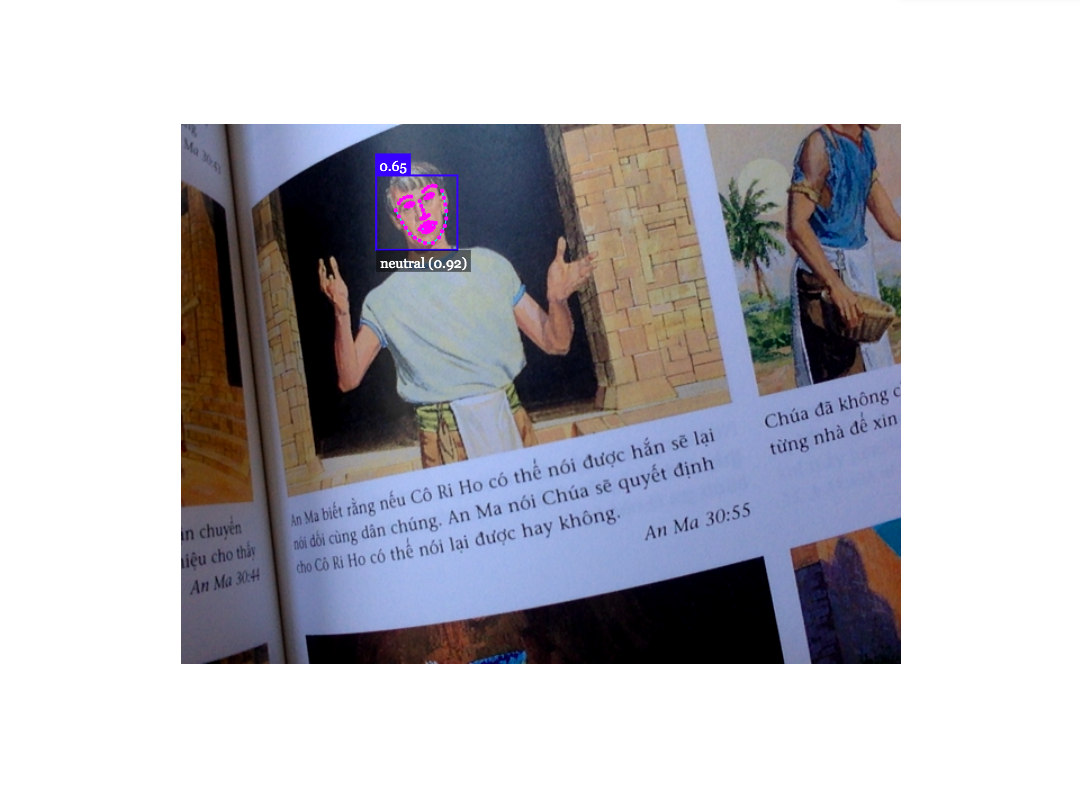 Ma 30:41
0.65
neutral (0.92)
An Ma biết rằng nếu Cô Ri Ho có thể nói được hắn sẽ lại
nói dối cùng dân chúng. An Ma nói Chúa sẽ quyết định
cho Cô Ri Ho có thể nói lại được hay không.
An Ma 30:55
Chúa đã không
từng nhà để xin
chuyển
hiệu cho thấy
An Ma 30:44